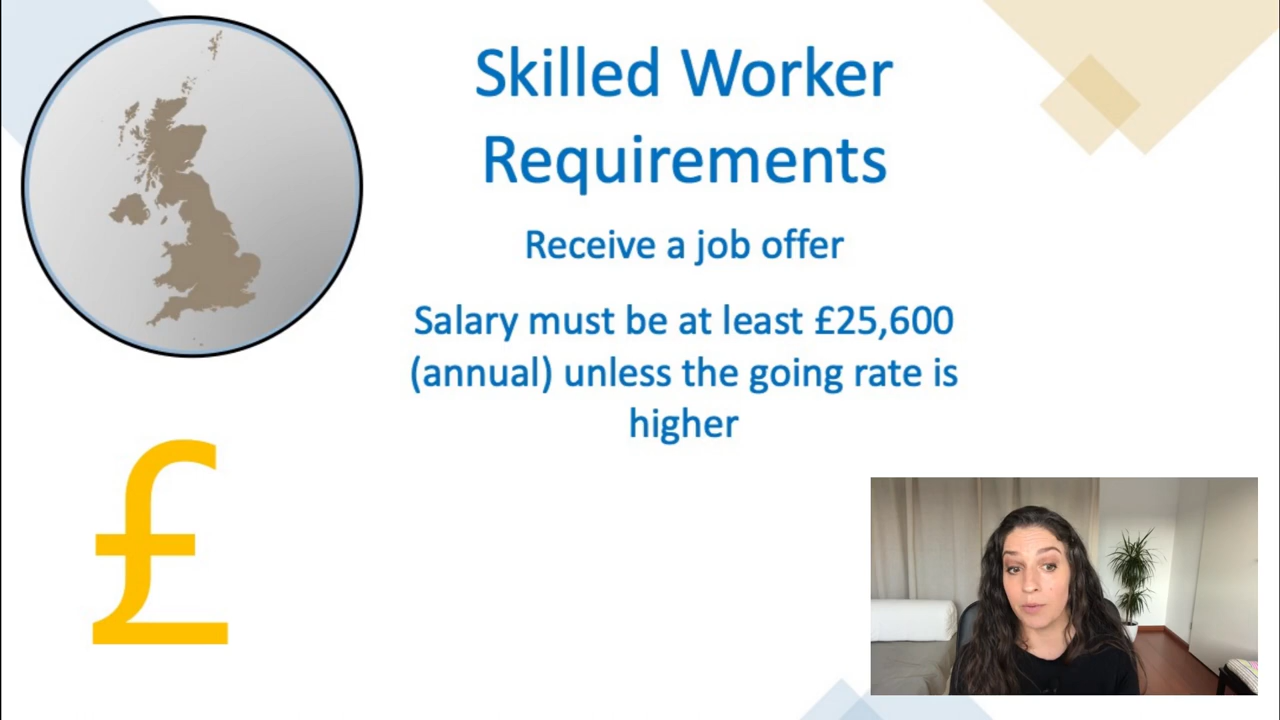 Skilled Worker
Requirements
Receive a job offer
Salary must be at least £25,600
(annual) unless the going rate is
higher
£